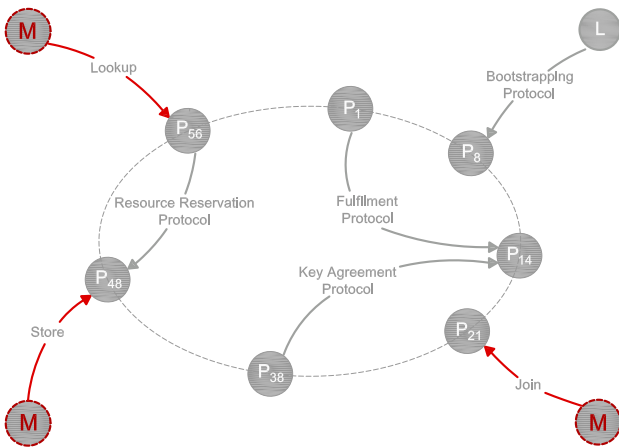 M
L
Lookup
Bootstrapping
Protocol
P1
P56
P8
Resource Reservation
Protocol
Fulfilment
Protocol
P14
Key Agreement
Protocol
P48
Store
P21
P38
Join
M
M